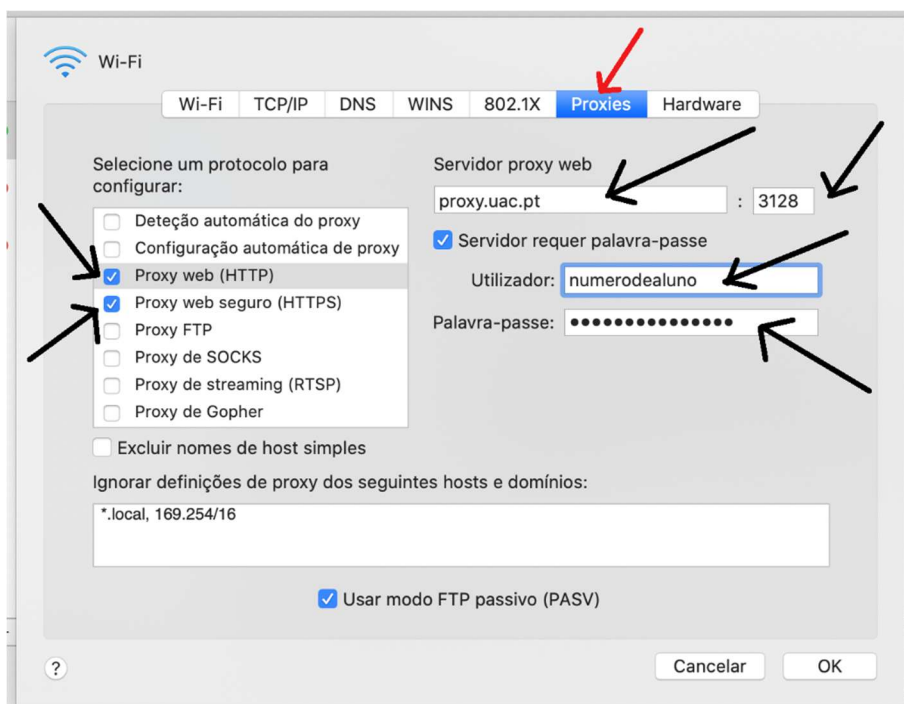 Wi-Fi
Wi-Fi TCP/IP DNS WINS 802.1X Proxies Hardware
Selecione um protocolo para
configurar:
Deteção automática do proxy
Configuração automática de proxy
Proxy web (HTTP)
Proxy web seguro (HTTPS)
Proxy FTP
Proxy de SOCKS
Proxy de streaming (RTSP)
Proxy de Gopher
Servidor proxy web
proxy.uac.pt : 3128
Servidor requer palavra-passe
Utilizador: numerodealuno
Palavra-passe: •••••••••••••••
Excluir nomes de host simples
Ignorar definições de proxy dos seguintes hosts e domínios:
*.local, 169.254/16
Usar modo FTP passivo (PASV)
? Cancelar OK